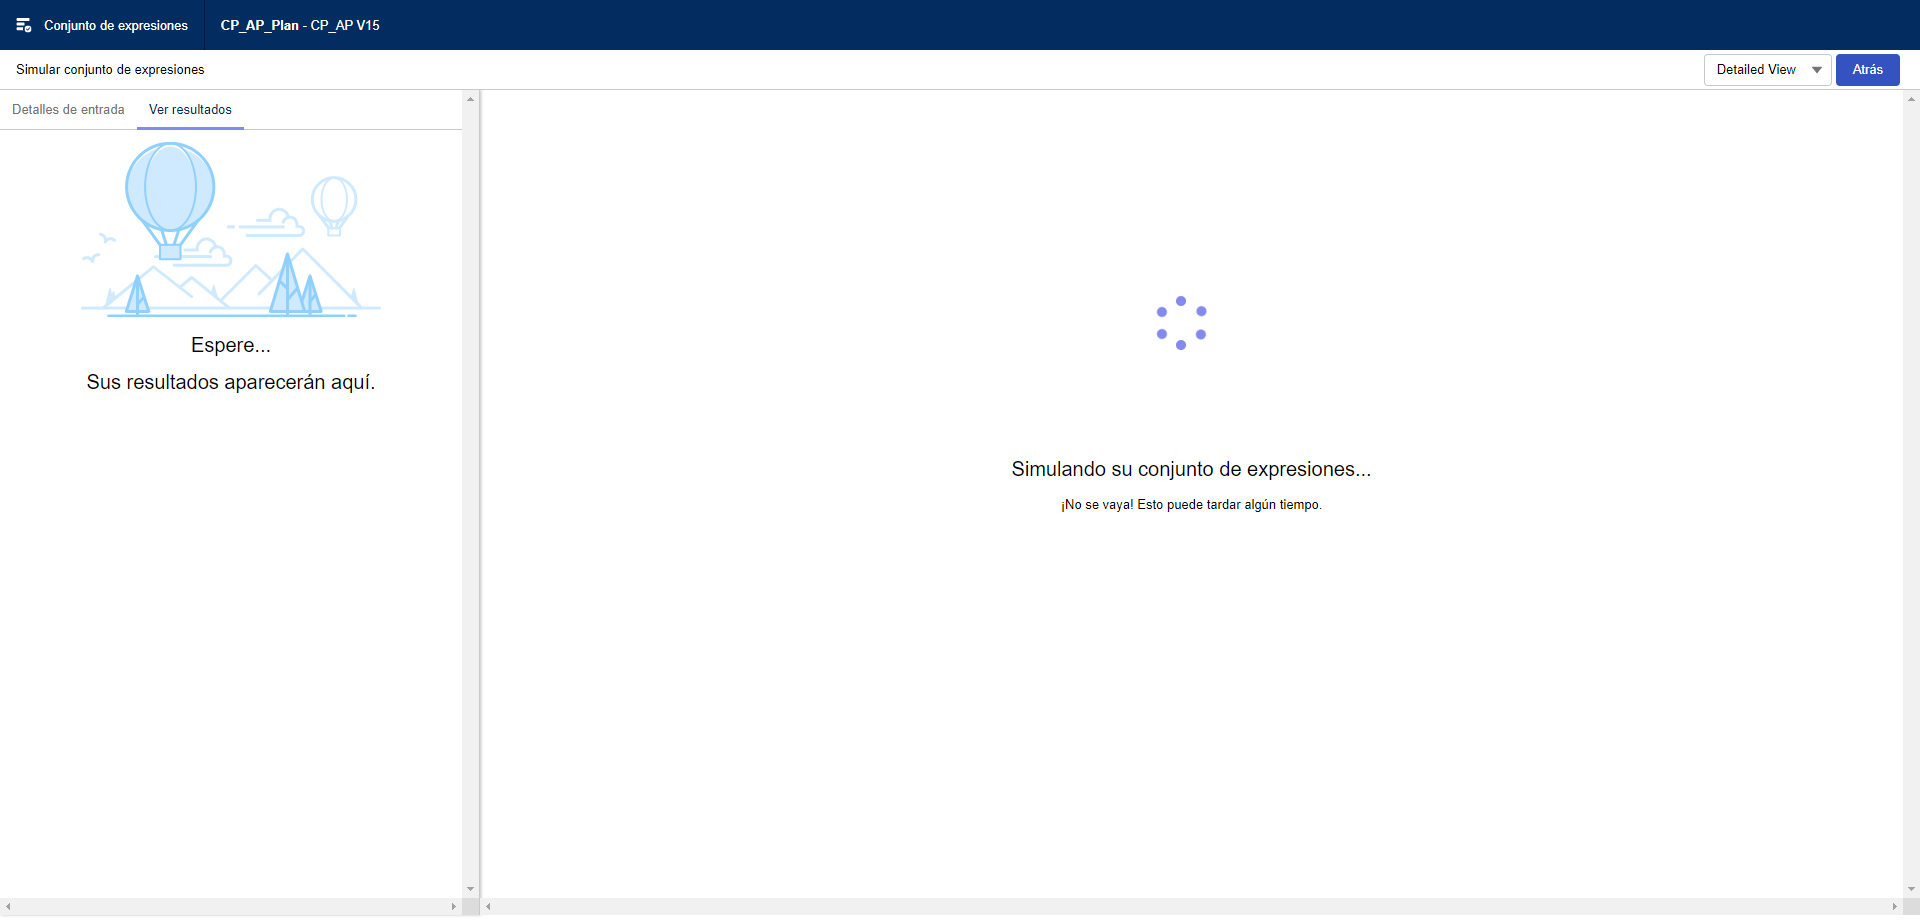 Conjunto de expresiones
CP_AP_Plan - CP_AP V15
Simular conjunto de expresiones
Detailed View
Atrás
Detalles de entrada
Ver resultados
Espere...
Sus resultados aparecerán aquí.
Simulando su conjunto de expresiones...
¡No se vaya! Esto puede tardar algún tiempo.